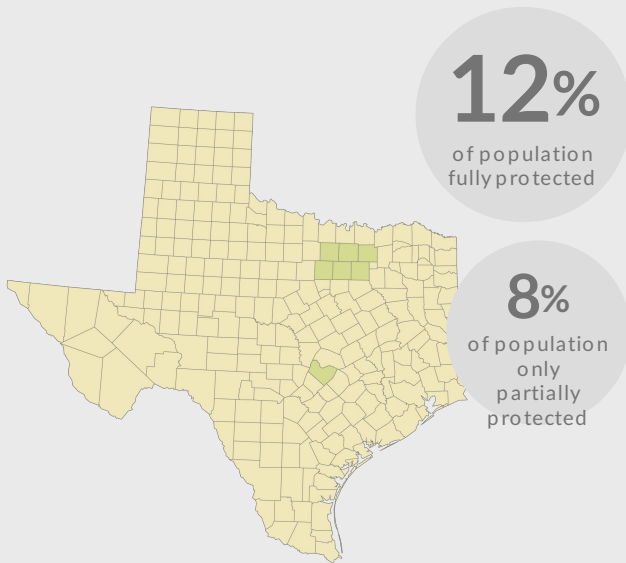 12%
of population
fully protected
8%
of population
only
partially
protected